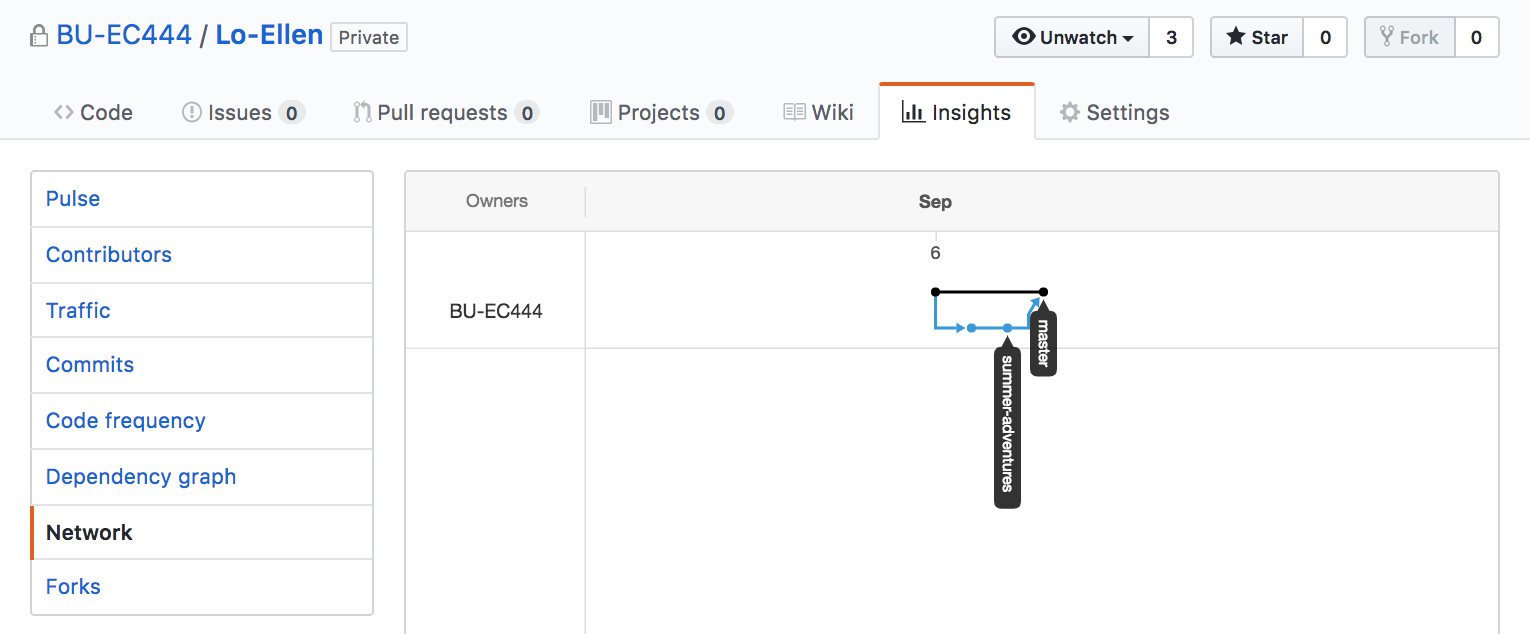 BU-EC444 / Lo-Ellen Private Unwatch 3 Star 0 Fork 0
Code Issues 0 Pull requests 0 Projects 0 Wiki Insights Settings
Pulse
Contributors
Traffic
Commits
Code frequency
Dependency graph
Network
Forks
Owners Sep
6
BU-EC444
master
summer-adventures